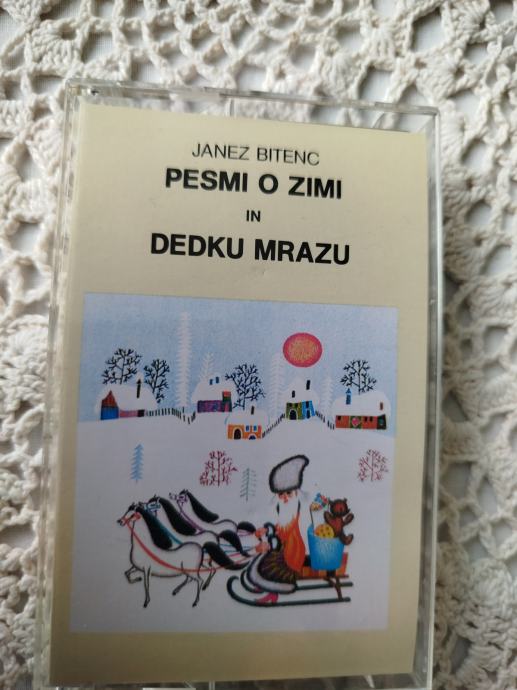 JANEZ BITENC
PESMI O ZIMI
IN
DEDKU MRAZU